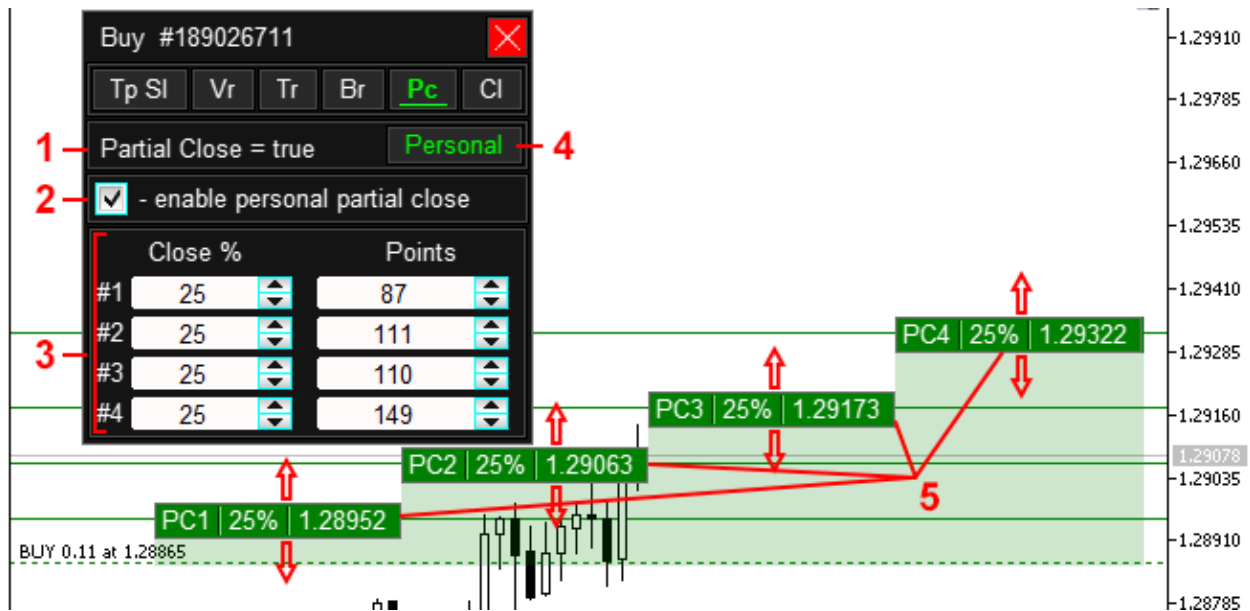 Buy #189026711
Tp Sl Vr Tr Br Pc Cl
1 Partial Close = true Personal 4
2 - enable personal partial close
3
Close % Points
#1 25 87
#2 25 111
#3 25 110
#4 25 149
PC4 25% 1.29322
PC3 25% 1.29173
PC2 25% 1.29063
PC1 25% 1.28952
5
BUY 0.11 at 1.28865
1.29910
1.29785
1.29660
1.29535
1.29410
1.29285
1.29160
1.29078
1.29035
1.28910
1.28785